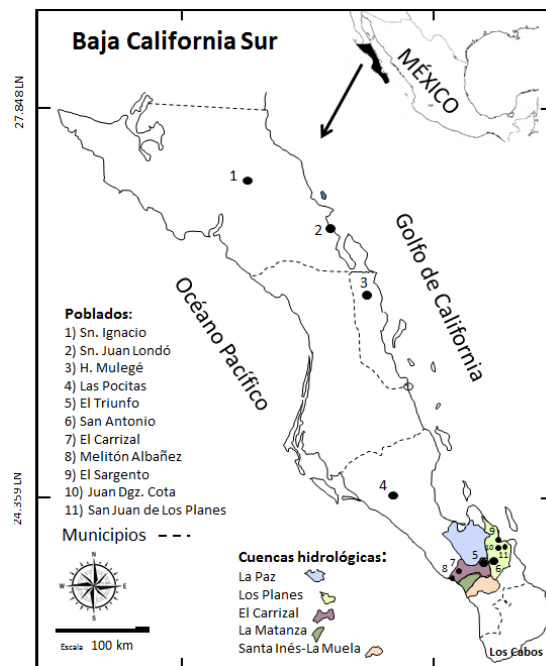 Baja California Sur
MÉXICO
27.848 LN
1
2
3
Golfo de California
Océano Pacífico
Poblados:
1) Sn. Ignacio
2) Sn. Juan Londó
3) H. Mulegé
4) Las Pocitas
5) El Triunfo
6) San Antonio
7) El Carrizal
8) Melitón Albañez
9) El Sargento
10) Juan Dgz. Cota
11) San Juan de Los Planes
Municipios
24.359 LN
4
9
10
11
5
6
7
8
N
W
E
S
Escala 100 km
Cuencas hidrológicas:
La Paz
Los Planes
El Carrizal
La Matanza
Santa Inés-La Muela
Los Cabos